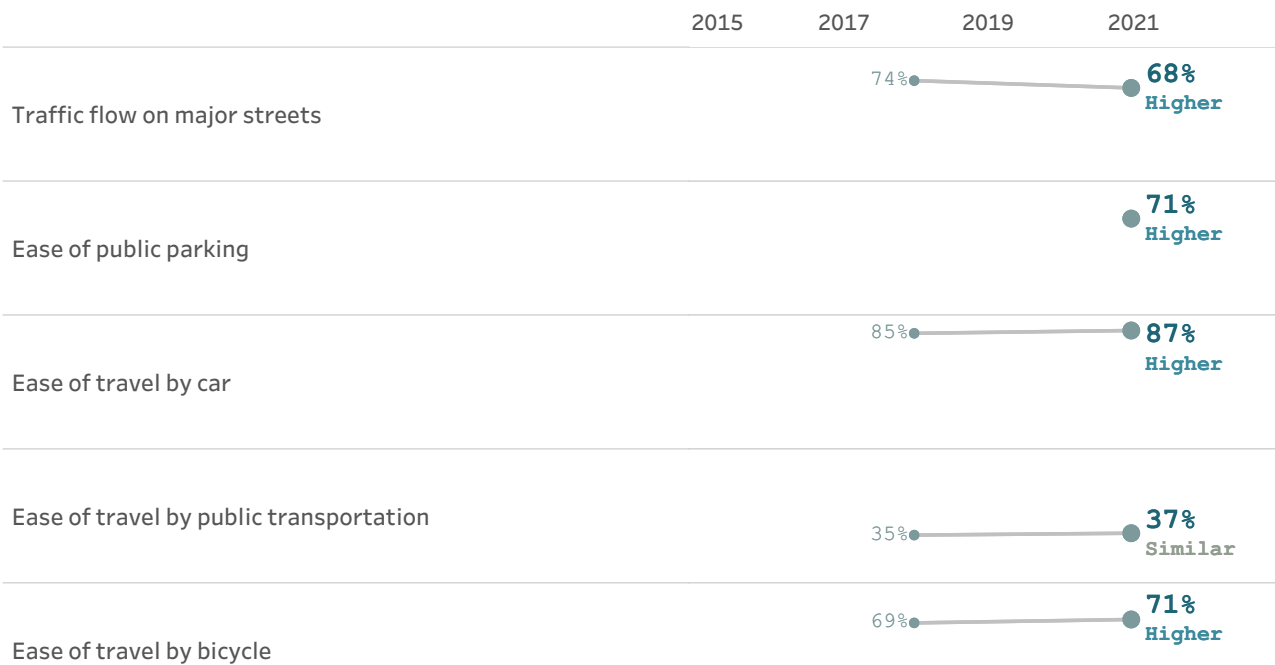 2015 2017 2019 2021
Traffic flow on major streets
74%
68%
Higher
Ease of public parking
71%
Higher
Ease of travel by car
85%
87%
Higher
Ease of travel by public transportation
35%
37%
Similar
Ease of travel by bicycle
69%
71%
Higher